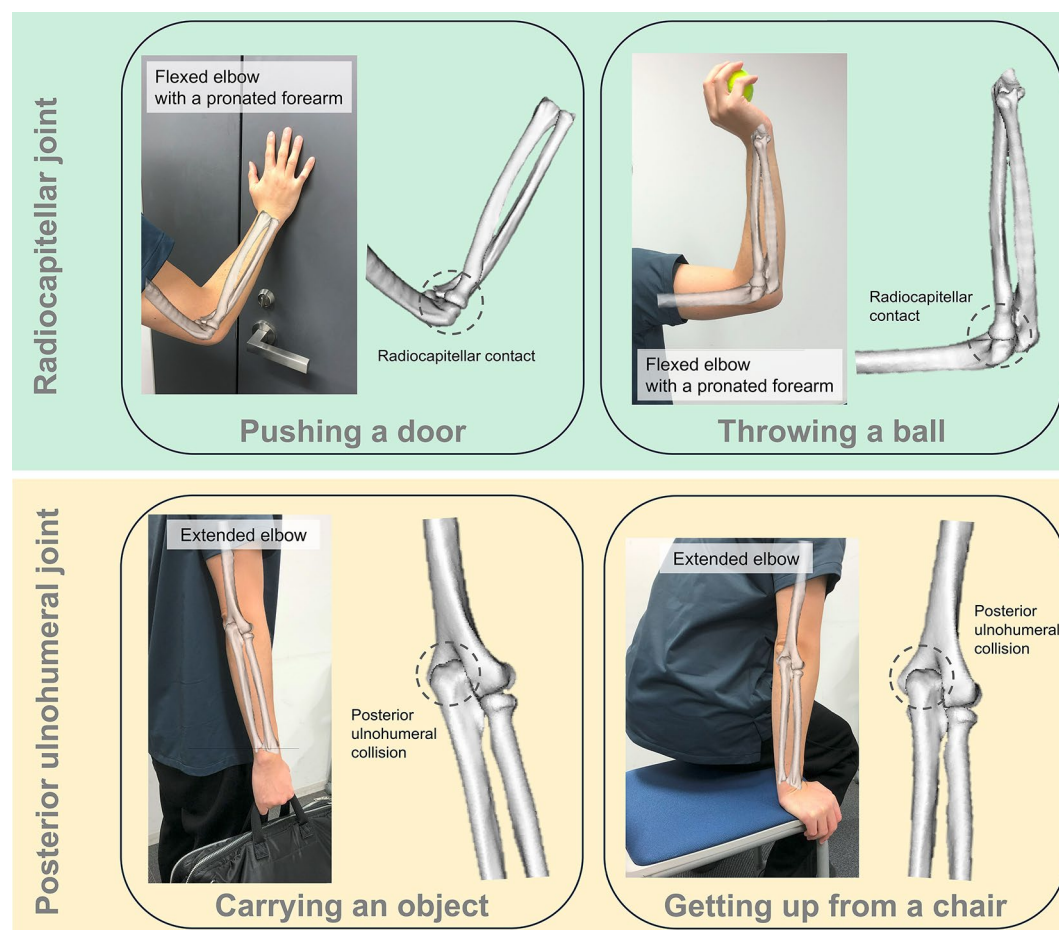 Radiocapitellar joint
Flexed elbow
with a pronated forearm
Radiocapitellar contact
Pushing a door
Flexed elbow
with a pronated forearm
Radiocapitellar
contact
Throwing a ball
Posterior ulnohumeral joint
Extended elbow
Posterior
ulnohumeral
collision
Carrying an object
Extended elbow
Posterior
ulnohumeral
collision
Getting up from a chair